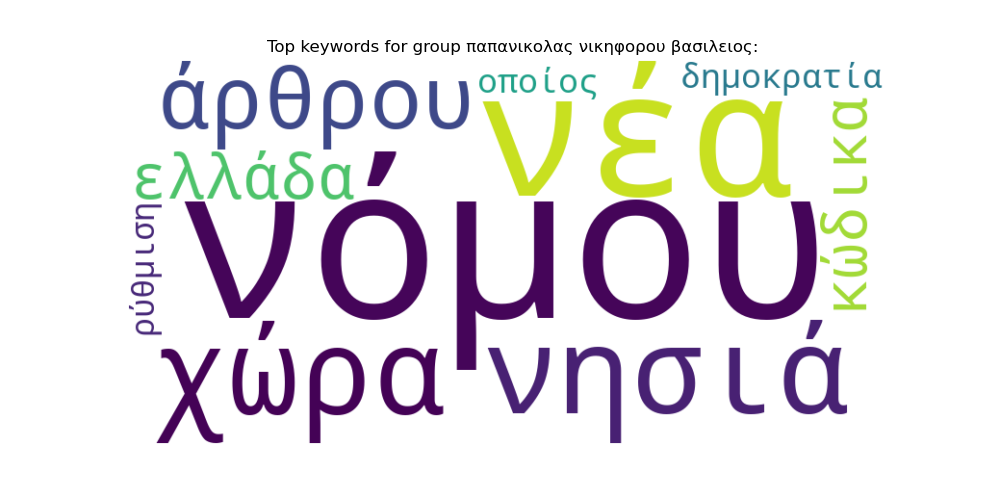 Top keywords for group παπανικολας νικηφορου βασιλειος:
άρθρου
οποίος
νέα
δημοκρατία
ελλάδα
κώδικα
ρύθμιση
νόμου
χώρα
νησιά